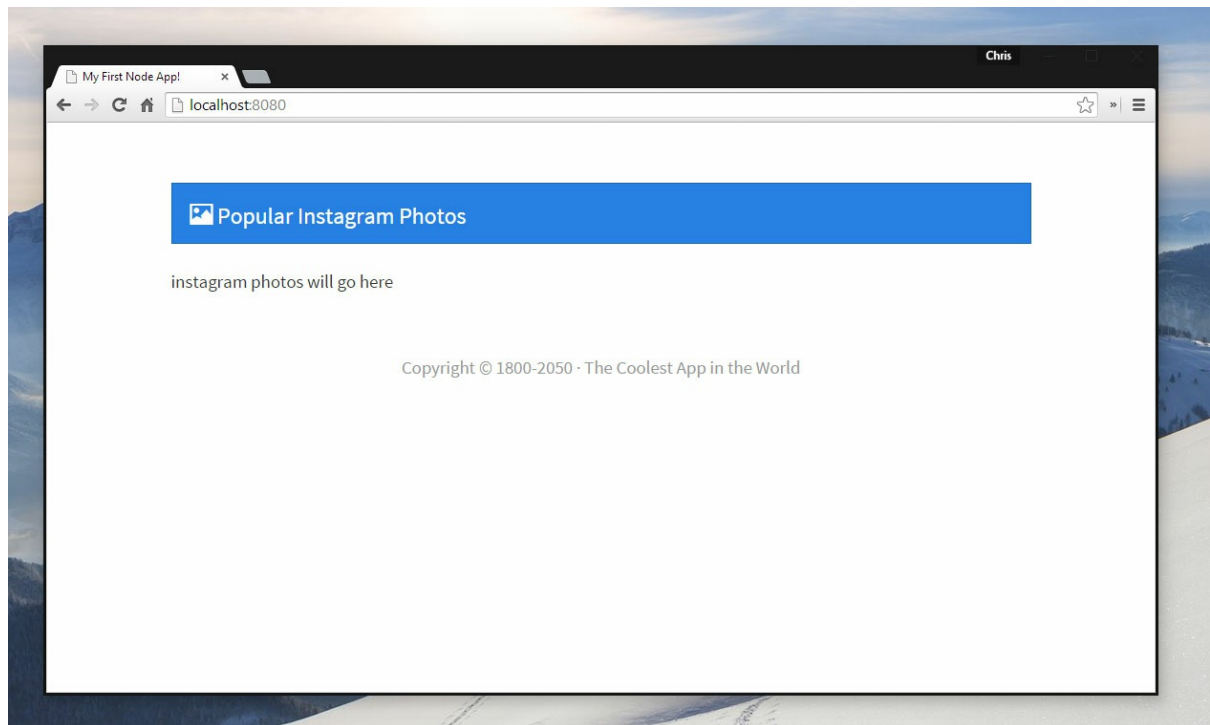 Chris
My First Node App!
localhost:8080
Popular Instagram Photos
instagram photos will go here
Copyright © 1800-2050 · The Coolest App in the World